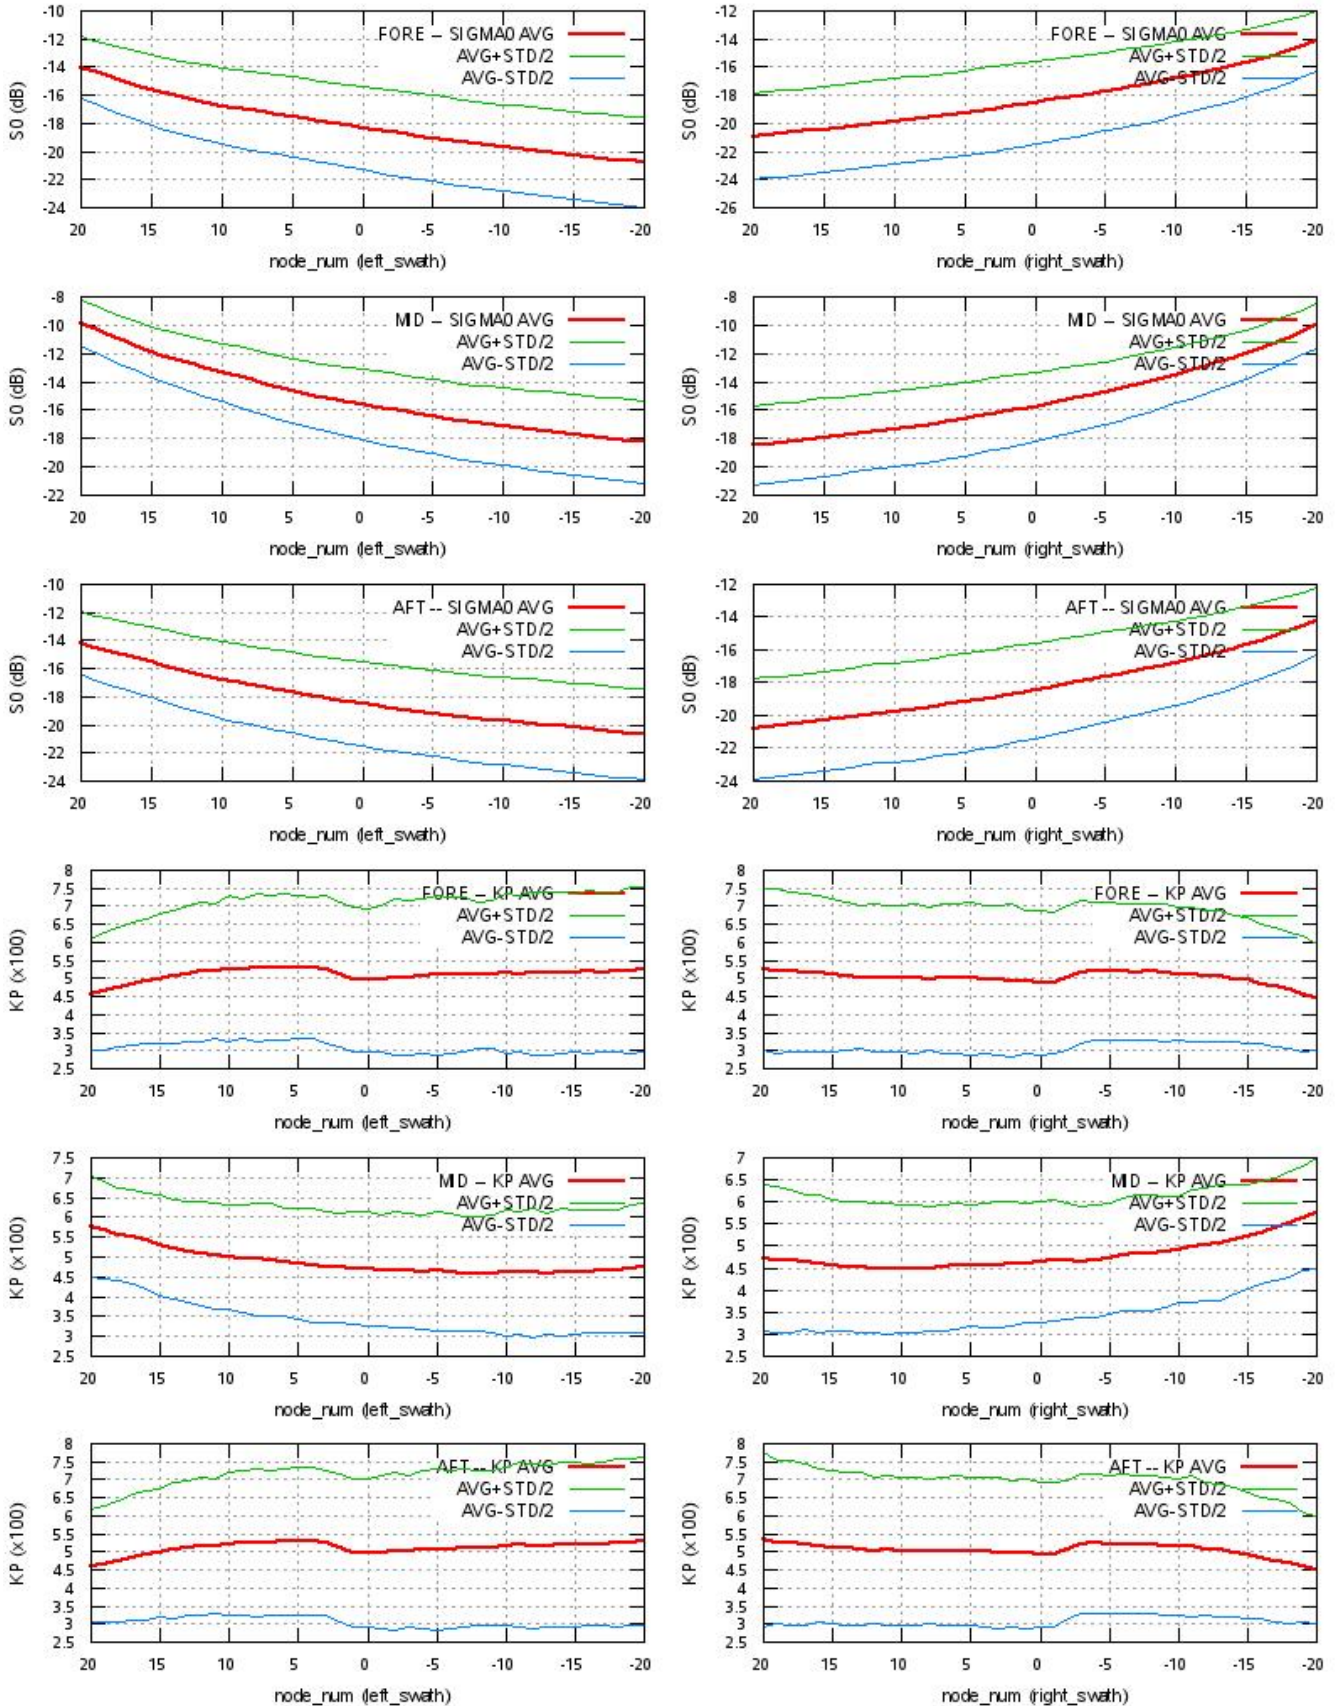 -10
-12
-14
-16
-18
-20
-22
-24
S0 (dB)
FORE -- SIGMA0 AVG
AVG+STD/2
AVG-STD/2
20 15 10 5 0 -5 -10 -15 -20
node_num (left_swath)
-12
-14
-16
-18
-20
-22
-24
-26
S0 (dB)
FORE -- SIGMA0 AVG
AVG+STD/2
AVG-STD/2
20 15 10 5 0 -5 -10 -15 -20
node_num (right_swath)
-8
-10
-12
-14
-16
-18
-20
-22
S0 (dB)
MID -- SIGMA0 AVG
AVG+STD/2
AVG-STD/2
20 15 10 5 0 -5 -10 -15 -20
node_num (left_swath)
-8
-10
-12
-14
-16
-18
-20
-22
S0 (dB)
MID -- SIGMA0 AVG
AVG+STD/2
AVG-STD/2
20 15 10 5 0 -5 -10 -15 -20
node_num (right_swath)
-10
-12
-14
-16
-18
-20
-22
-24
S0 (dB)
AFT -- SIGMA0 AVG
AVG+STD/2
AVG-STD/2
20 15 10 5 0 -5 -10 -15 -20
node_num (left_swath)
-12
-14
-16
-18
-20
-22
-24
S0 (dB)
AFT -- SIGMA0 AVG
AVG+STD/2
AVG-STD/2
20 15 10 5 0 -5 -10 -15 -20
node_num (right_swath)
8
7.5
7
6.5
6
5.5
5
4.5
4
3.5
3
2.5
KP (x100)
FORE -- KP AVG
AVG+STD/2
AVG-STD/2
20 15 10 5 0 -5 -10 -15 -20
node_num (left_swath)
8
7.5
7
6.5
6
5.5
5
4.5
4
3.5
3
2.5
KP (x100)
FORE -- KP AVG
AVG+STD/2
AVG-STD/2
20 15 10 5 0 -5 -10 -15 -20
node_num (right_swath)
7.5
7
6.5
6
5.5
5
4.5
4
3.5
3
2.5
KP (x100)
MID -- KP AVG
AVG+STD/2
AVG-STD/2
20 15 10 5 0 -5 -10 -15 -20
node_num (left_swath)
7
6.5
6
5.5
5
4.5
4
3.5
3
2.5
KP (x100)
MID -- KP AVG
AVG+STD/2
AVG-STD/2
20 15 10 5 0 -5 -10 -15 -20
node_num (right_swath)
8
7.5
7
6.5
6
5.5
5
4.5
4
3.5
3
2.5
KP (x100)
AFT -- KP AVG
AVG+STD/2
AVG-STD/2
20 15 10 5 0 -5 -10 -15 -20
node_num (left_swath)
8
7.5
7
6.5
6
5.5
5
4.5
4
3.5
3
2.5
KP (x100)
AFT -- KP AVG
AVG+STD/2
AVG-STD/2
20 15 10 5 0 -5 -10 -15 -20
node_num (right_swath)